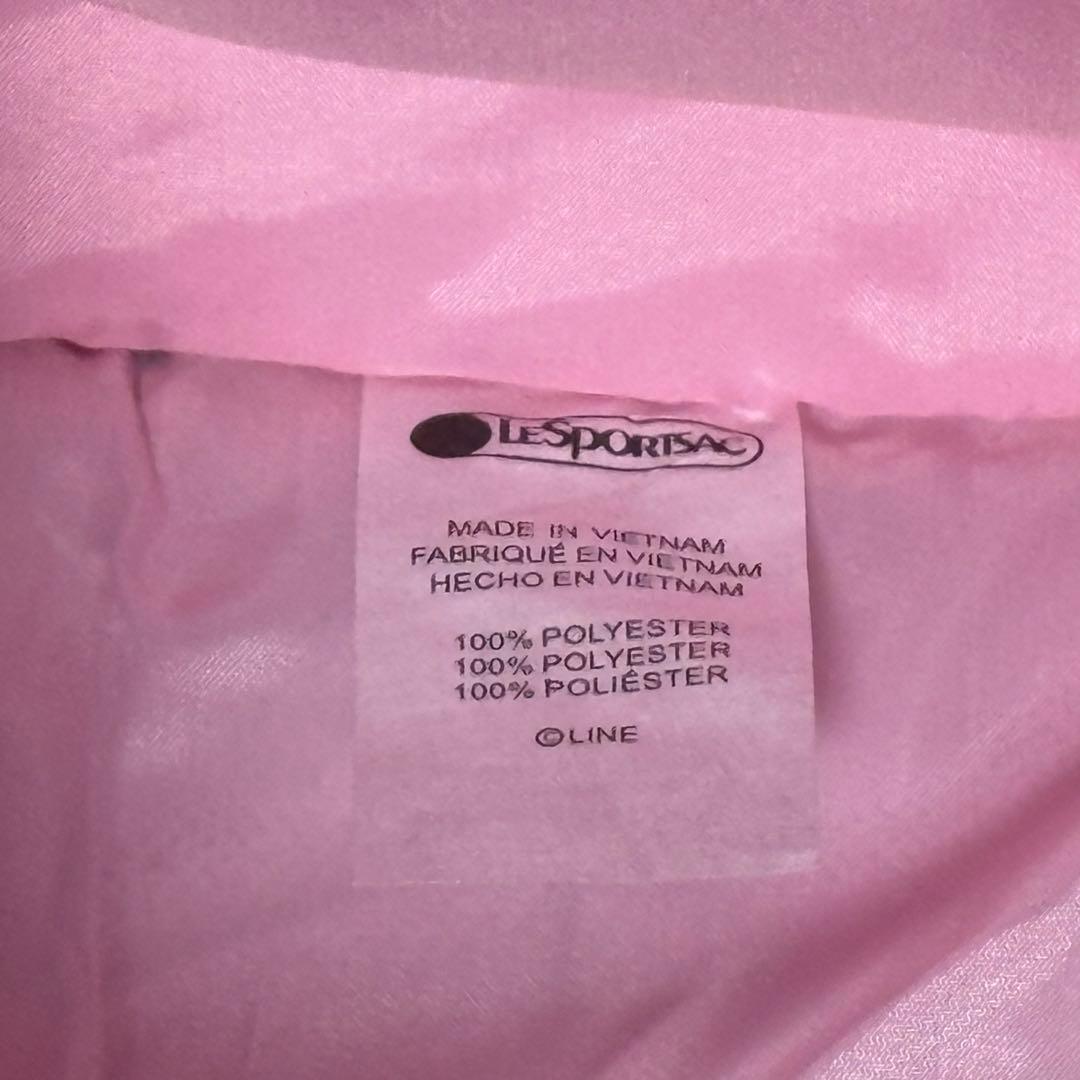 LESPORTSAC
MADE IN VIETNAM
FABRIQUÉ EN VIETNAM
HECHO EN VIETNAM
100% POLYESTER
100% POLYESTER
100% POLIÉSTER
©LINE